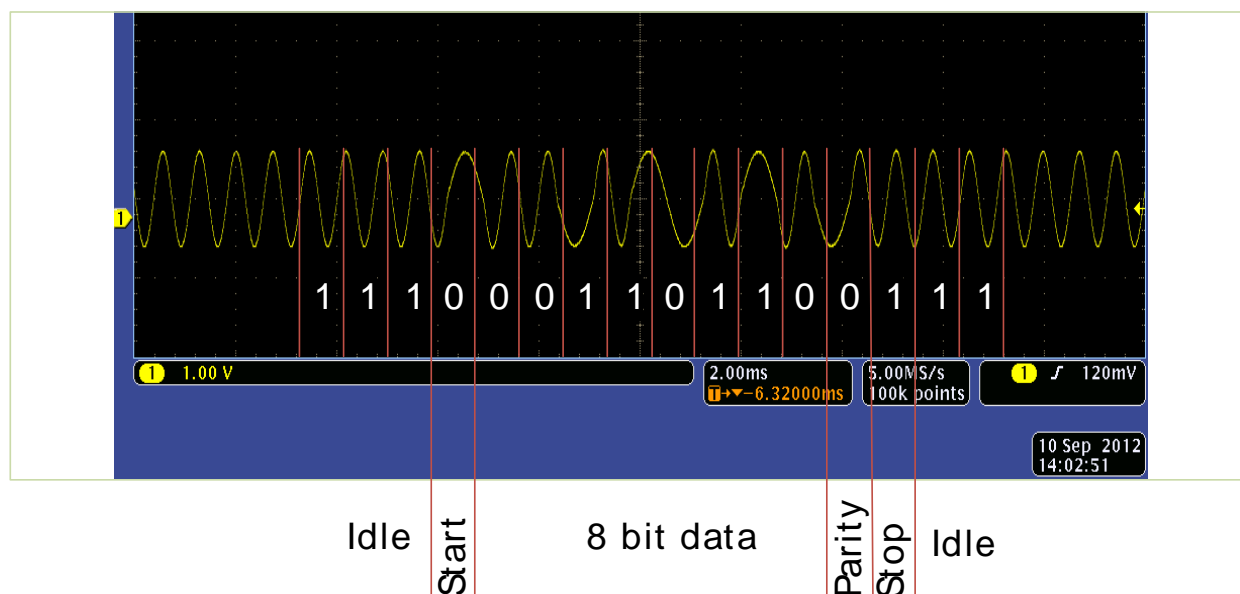 1
1 1 1 0 0 0 1 1 0 1 1 0 0 1 1 1
1 1.00 V
2.00ms
T→▼−6.32000ms
5.00MS/s
100k points
1 ƒ 120mV
10 Sep 2012
14:02:51
Idle
Start
8 bit data
Parity
Stop
Idle